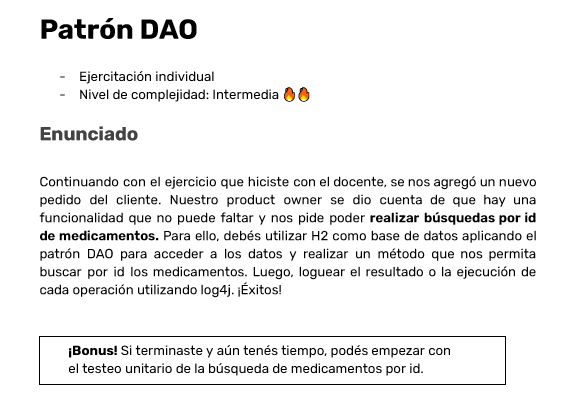 Patrón DAO
- Ejercitación individual
- Nivel de complejidad: Intermedia 🔥🔥
Enunciado
Continuando con el ejercicio que hiciste con el docente, se nos agregó un nuevo
pedido del cliente. Nuestro product owner se dio cuenta de que hay una
funcionalidad que no puede faltar y nos pide poder realizar búsquedas por id
de medicamentos. Para ello, debés utilizar H2 como base de datos aplicando el
patrón DAO para acceder a los datos y realizar un método que nos permita
buscar por id los medicamentos. Luego, loguear el resultado o la ejecución de
cada operación utilizando log4j. ¡Éxitos!
¡Bonus! Si terminaste y aún tenés tiempo, podés empezar con
el testeo unitario de la búsqueda de medicamentos por id.